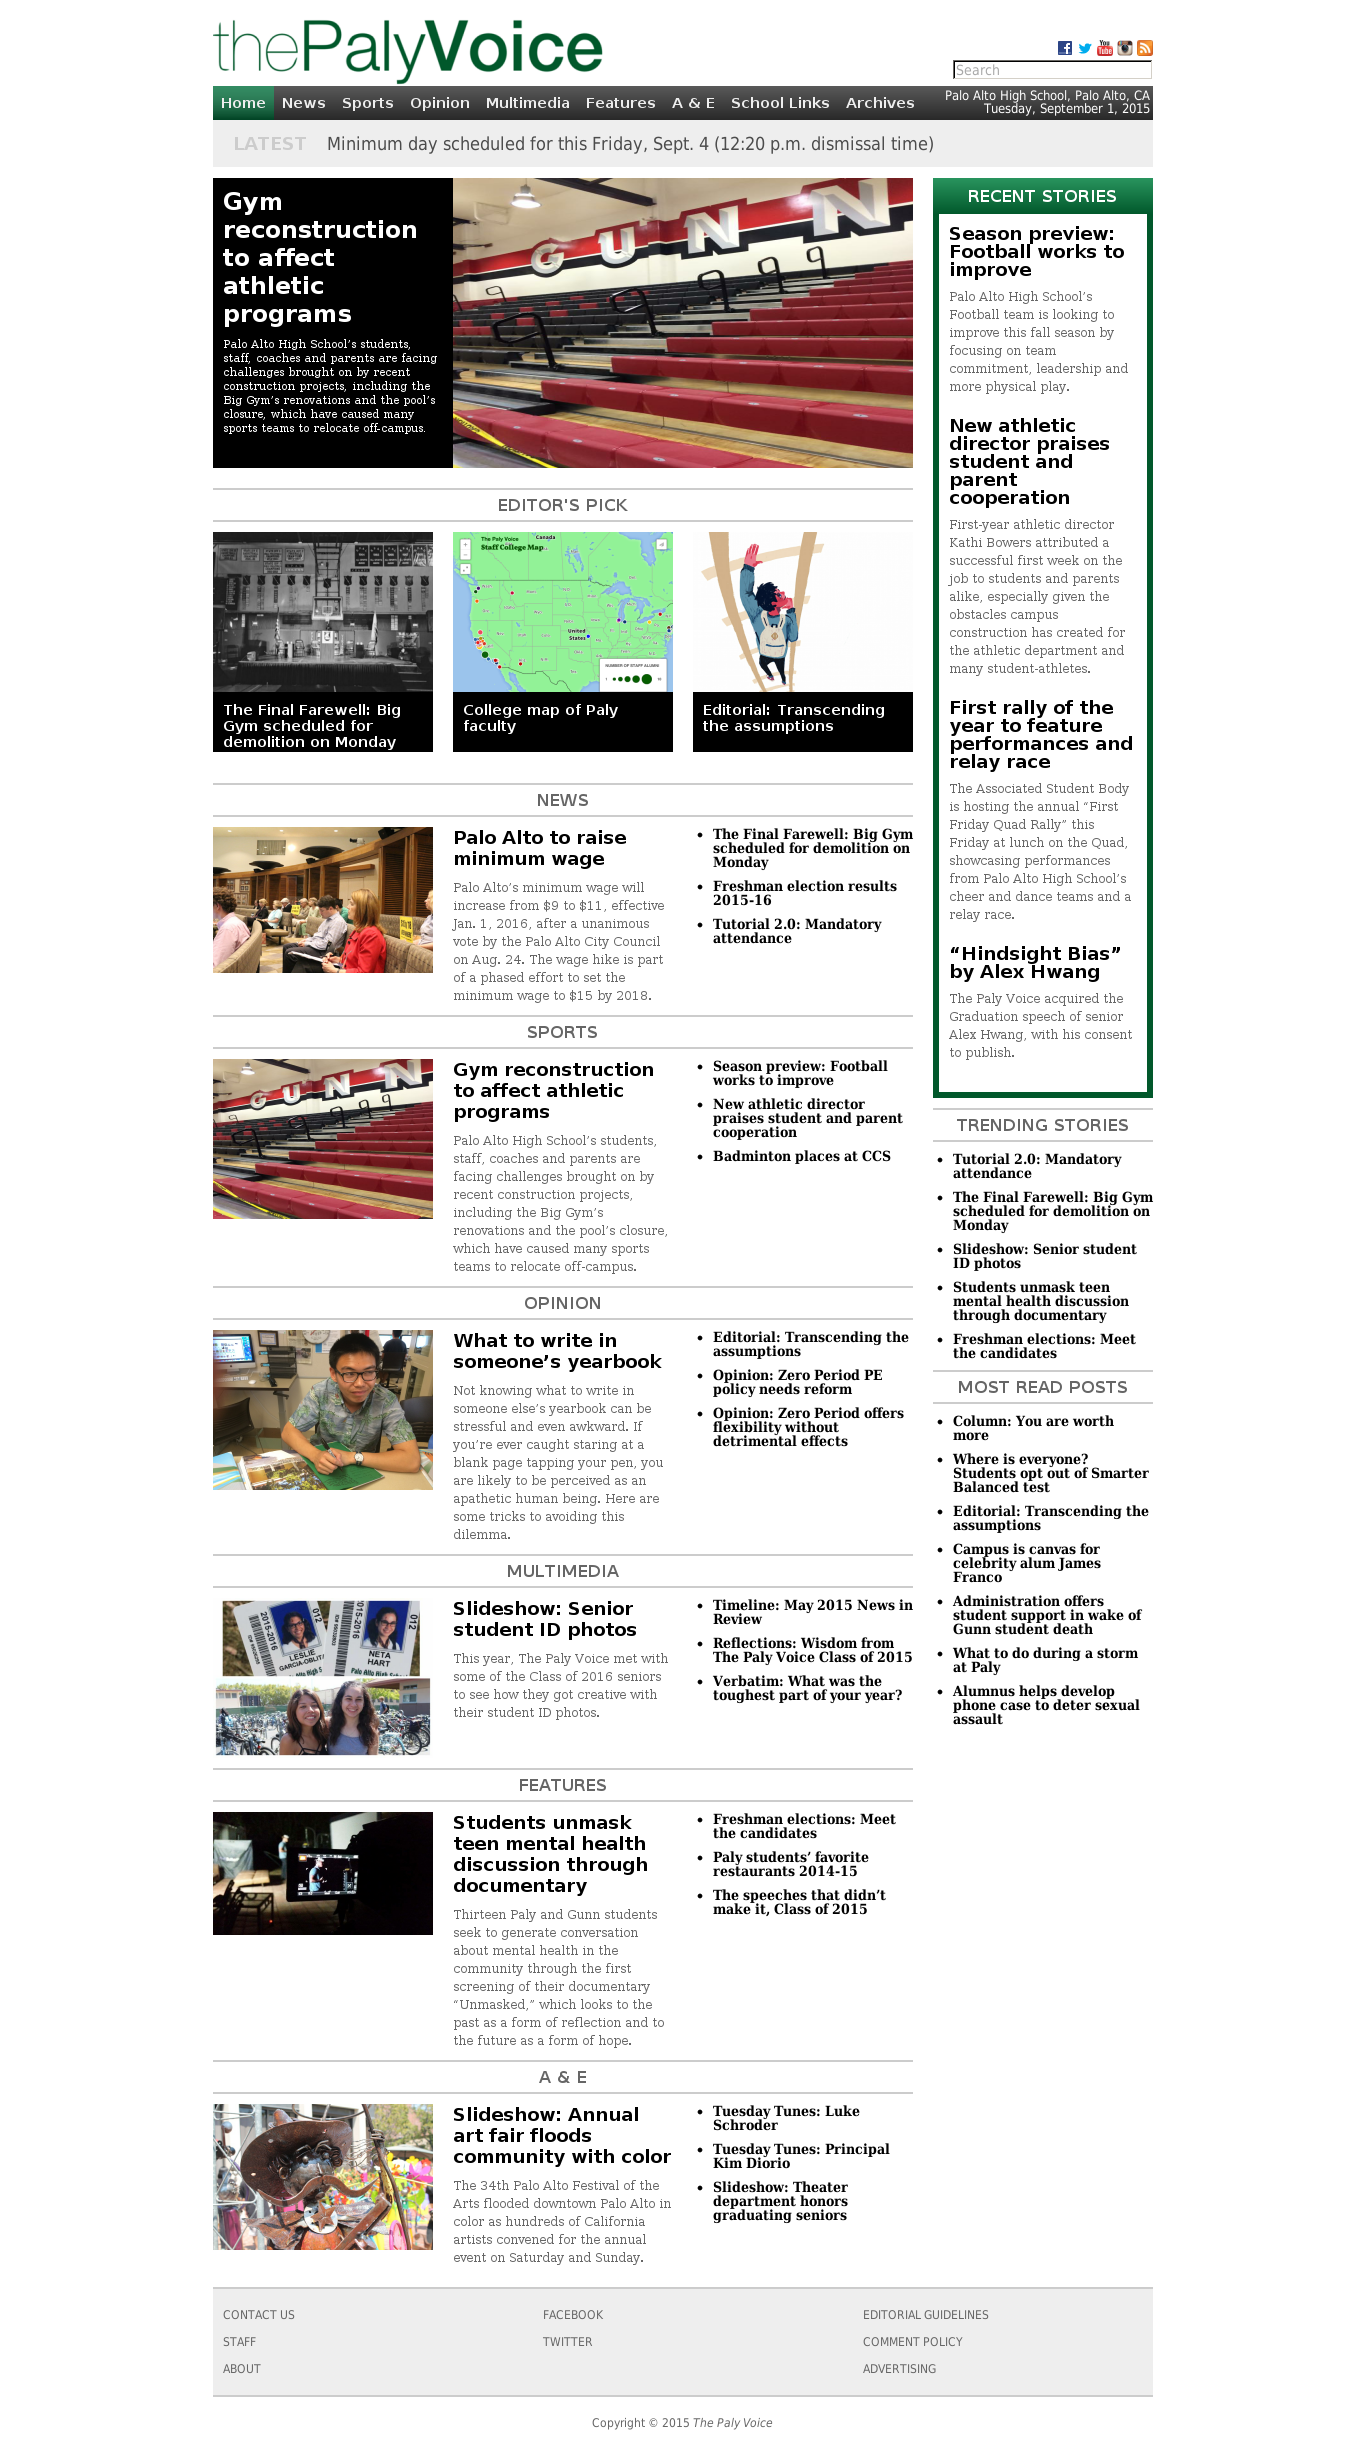 thePalyVoice
Search
Home News Sports Opinion Multimedia Features A & E School Links Archives
Palo Alto High School, Palo Alto, CA
Tuesday, September 1, 2015
LATEST Minimum day scheduled for this Friday, Sept. 4 (12:20 p.m. dismissal time)
Gym
reconstruction
to affect
athletic
programs
Palo Alto High School’s students,
staff, coaches and parents are facing
challenges brought on by recent
construction projects, including the
Big Gym’s renovations and the pool’s
closure, which have caused many
sports teams to relocate off-campus.
GUNN
EDITOR'S PICK
The Paly Voice
Staff College Map
Canada
United
States
NUMBER OF STAFF ALUMNI
The Final Farewell: Big
Gym scheduled for
demolition on Monday
College map of Paly
faculty
Editorial: Transcending
the assumptions
NEWS
Palo Alto to raise
minimum wage
Palo Alto’s minimum wage will
increase from $9 to $11, effective
Jan. 1, 2016, after a unanimous
vote by the Palo Alto City Council
on Aug. 24. The wage hike is part
of a phased effort to set the
minimum wage to $15 by 2018.
The Final Farewell: Big Gym
scheduled for demolition on
Monday
Freshman election results
2015-16
Tutorial 2.0: Mandatory
attendance
SPORTS
GUNN
Gym reconstruction
to affect athletic
programs
Palo Alto High School’s students,
staff, coaches and parents are
facing challenges brought on by
recent construction projects,
including the Big Gym’s
renovations and the pool’s closure,
which have caused many sports
teams to relocate off-campus.
Season preview: Football
works to improve
New athletic director
praises student and parent
cooperation
Badminton places at CCS
OPINION
What to write in
someone’s yearbook
Not knowing what to write in
someone else’s yearbook can be
stressful and even awkward. If
you’re ever caught staring at a
blank page tapping your pen, you
are likely to be perceived as an
apathetic human being. Here are
some tricks to avoiding this
dilemma.
Editorial: Transcending the
assumptions
Opinion: Zero Period PE
policy needs reform
Opinion: Zero Period offers
flexibility without
detrimental effects
MULTIMEDIA
2015-2016
012
LESLIE
GARCIA-OBLITA
2015-2016
012
NETA
HART
Palo Alto High S
Slideshow: Senior
student ID photos
This year, The Paly Voice met with
some of the Class of 2016 seniors
to see how they got creative with
their student ID photos.
Timeline: May 2015 News in
Review
Reflections: Wisdom from
The Paly Voice Class of 2015
Verbatim: What was the
toughest part of your year?
FEATURES
Students unmask
teen mental health
discussion through
documentary
Thirteen Paly and Gunn students
seek to generate conversation
about mental health in the
community through the first
screening of their documentary
“Unmasked,” which looks to the
past as a form of reflection and to
the future as a form of hope.
Freshman elections: Meet
the candidates
Paly students’ favorite
restaurants 2014-15
The speeches that didn’t
make it, Class of 2015
A & E
Slideshow: Annual
art fair floods
community with color
The 34th Palo Alto Festival of the
Arts flooded downtown Palo Alto in
color as hundreds of California
artists convened for the annual
event on Saturday and Sunday.
Tuesday Tunes: Luke
Schroder
Tuesday Tunes: Principal
Kim Diorio
Slideshow: Theater
department honors
graduating seniors
RECENT STORIES
Season preview:
Football works to
improve
Palo Alto High School’s
Football team is looking to
improve this fall season by
focusing on team
commitment, leadership and
more physical play.
New athletic
director praises
student and
parent
cooperation
First-year athletic director
Kathi Bowers attributed a
successful first week on the
job to students and parents
alike, especially given the
obstacles campus
construction has created for
the athletic department and
many student-athletes.
First rally of the
year to feature
performances and
relay race
The Associated Student Body
is hosting the annual “First
Friday Quad Rally” this
Friday at lunch on the Quad,
showcasing performances
from Palo Alto High School’s
cheer and dance teams and a
relay race.
“Hindsight Bias”
by Alex Hwang
The Paly Voice acquired the
Graduation speech of senior
Alex Hwang, with his consent
to publish.
TRENDING STORIES
Tutorial 2.0: Mandatory
attendance
The Final Farewell: Big Gym
scheduled for demolition on
Monday
Slideshow: Senior student
ID photos
Students unmask teen
mental health discussion
through documentary
Freshman elections: Meet
the candidates
MOST READ POSTS
Column: You are worth
more
Where is everyone?
Students opt out of Smarter
Balanced test
Editorial: Transcending the
assumptions
Campus is canvas for
celebrity alum James
Franco
Administration offers
student support in wake of
Gunn student death
What to do during a storm
at Paly
Alumnus helps develop
phone case to deter sexual
assault
CONTACT US
STAFF
ABOUT
FACEBOOK
TWITTER
EDITORIAL GUIDELINES
COMMENT POLICY
ADVERTISING
Copyright © 2015 The Paly Voice